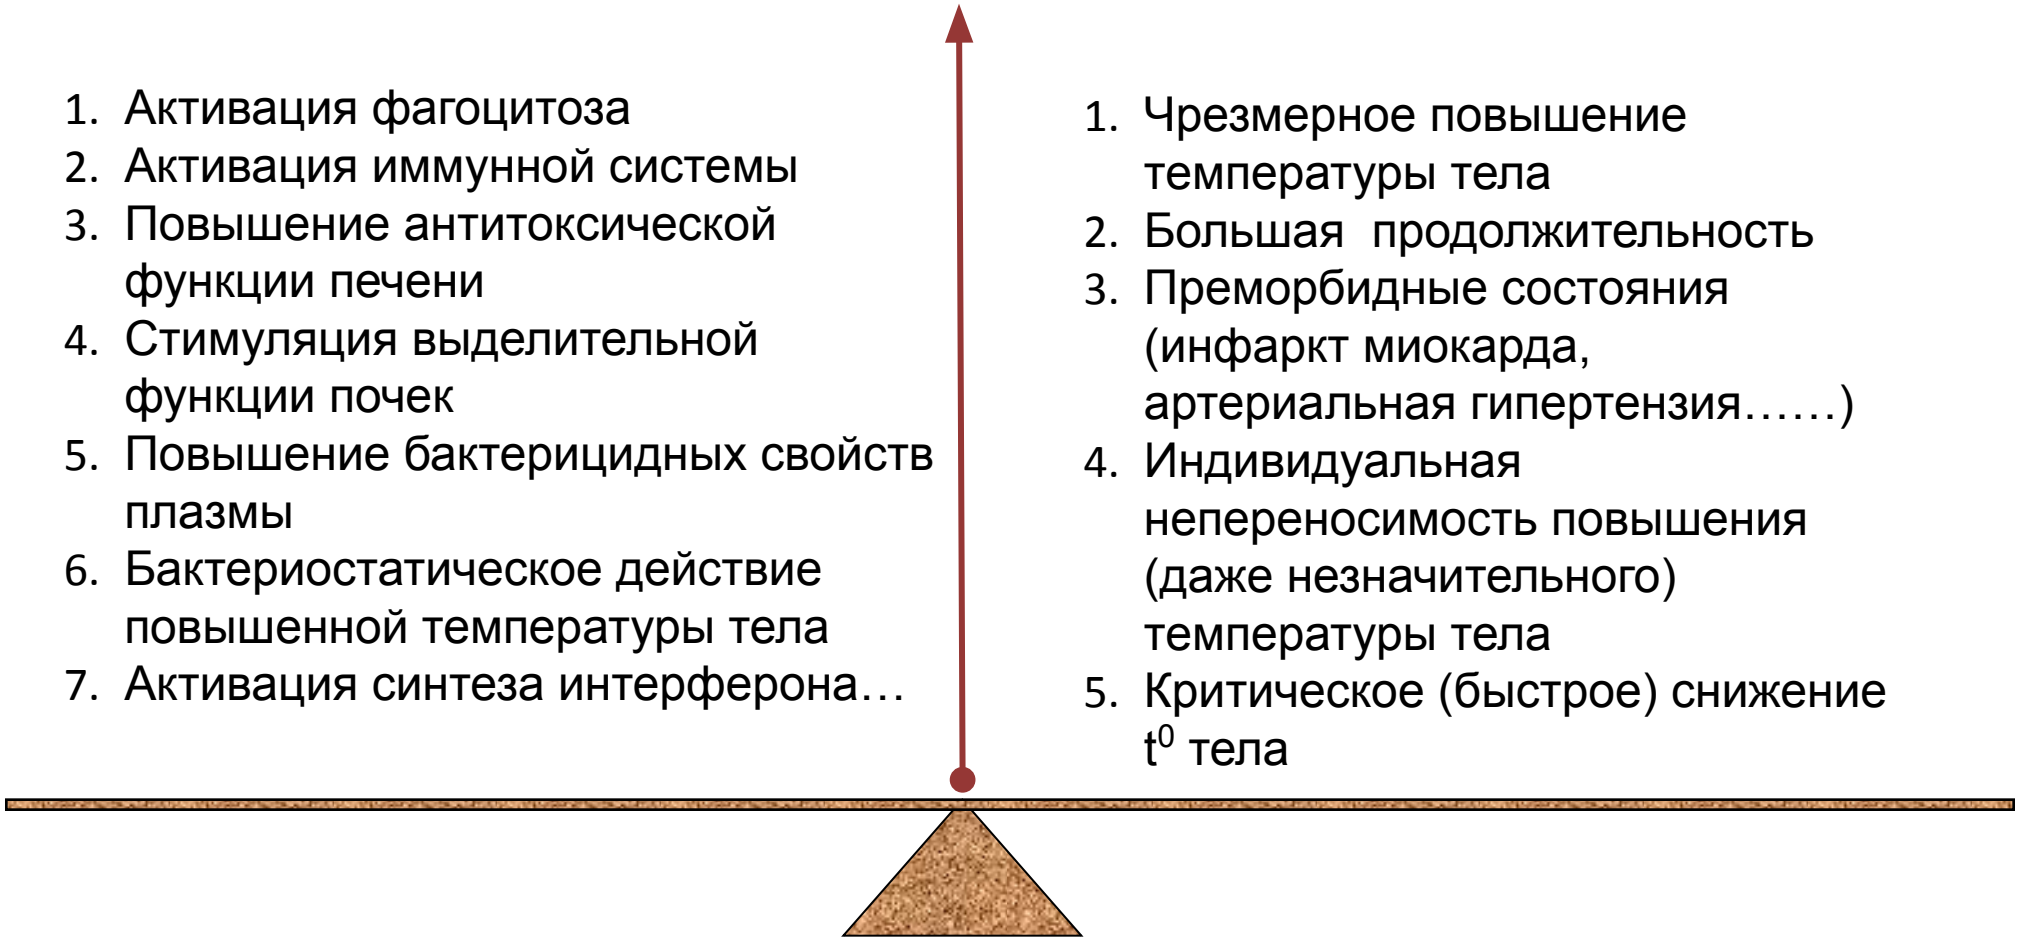 1. Активация фагоцитоза
2. Активация иммунной системы
3. Повышение антитоксической
функции печени
4. Стимуляция выделительной
функции почек
5. Повышение бактерицидных свойств
плазмы
6. Бактериостатическое действие
повышенной температуры тела
7. Активация синтеза интерферона…
1. Чрезмерное повышение
температуры тела
2. Большая  продолжительность
3. Преморбидные состояния
(инфаркт миокарда,
артериальная гипертензия……)
4. Индивидуальная
непереносимость повышения
(даже незначительного)
температуры тела
5. Критическое (быстрое) снижение
t⁰ тела